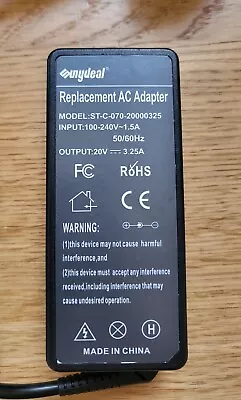 Sunydeal
Replacement AC Adapter
MODEL:ST-C-070-20000325
INPUT:100-240V~1.5A
50/60Hz
OUTPUT:20V ⎓ 3.25A
FC RoHS
CE
WARNING:
(1)this device may not cause harmful
interference,and
(2)this device must accept any interference
received,including interference that may
cause undesired operation.
H
MADE IN CHINA